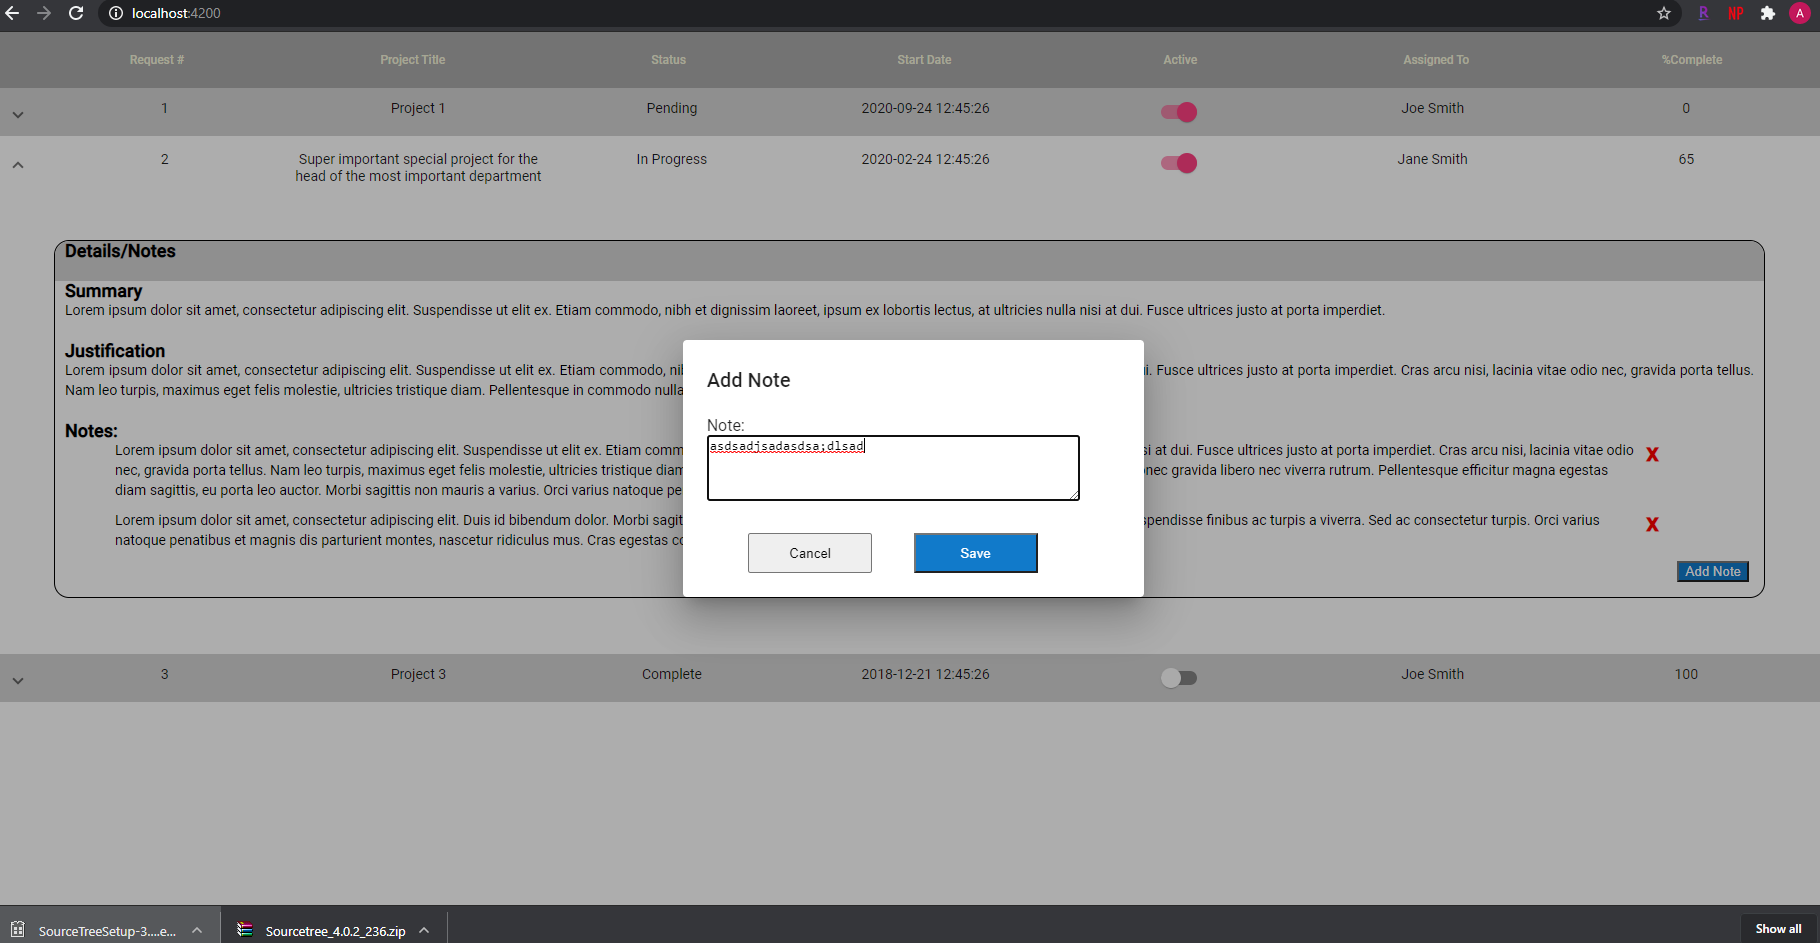 localhost:4200
R NP A
Request # Project Title Status Start Date Active Assigned To %Complete
1 Project 1 Pending 2020-09-24 12:45:26 Joe Smith 0
2 Super important special project for the In Progress 2020-02-24 12:45:26 Jane Smith 65
head of the most important department
Details/Notes
Summary
Lorem ipsum dolor sit amet, consectetur adipiscing elit. Suspendisse ut elit ex. Etiam commodo, nibh et dignissim laoreet, ipsum ex lobortis lectus, at ultricies nulla nisi at dui. Fusce ultrices justo at porta imperdiet.
Justification
Lorem ipsum dolor sit amet, consectetur adipiscing elit. Suspendisse ut elit ex. Etiam commodo, ni i. Fusce ultrices justo at porta imperdiet. Cras arcu nisi, lacinia vitae odio nec, gravida porta tellus.
Nam leo turpis, maximus eget felis molestie, ultricies tristique diam. Pellentesque in commodo nulla
Notes:
Lorem ipsum dolor sit amet, consectetur adipiscing elit. Suspendisse ut elit ex. Etiam comm si at dui. Fusce ultrices justo at porta imperdiet. Cras arcu nisi, lacinia vitae odio X
nec, gravida porta tellus. Nam leo turpis, maximus eget felis molestie, ultricies tristique diam nec gravida libero nec viverra rutrum. Pellentesque efficitur magna egestas
diam sagittis, eu porta leo auctor. Morbi sagittis non mauris a varius. Orci varius natoque pe
Lorem ipsum dolor sit amet, consectetur adipiscing elit. Duis id bibendum dolor. Morbi sagit spendisse finibus ac turpis a viverra. Sed ac consectetur turpis. Orci varius X
natoque penatibus et magnis dis parturient montes, nascetur ridiculus mus. Cras egestas co
Add Note
Add Note
Note:
asdsadjsadasdsa;dlsad
Cancel Save
3 Project 3 Complete 2018-12-21 12:45:26 Joe Smith 100
SourceTreeSetup-3....e... Sourcetree_4.0.2_236.zip Show all